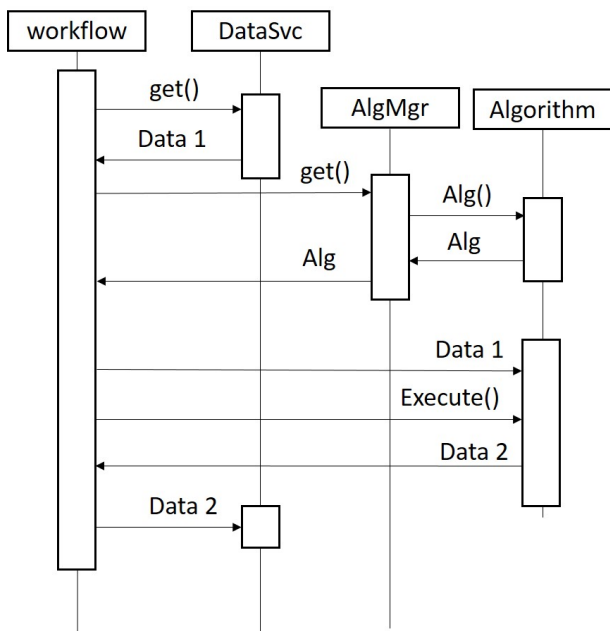 workflow
DataSvc
get()
AlgMgr
Algorithm
Data 1
get()
Alg()
Alg
Alg
Data 1
Execute()
Data 2
Data 2